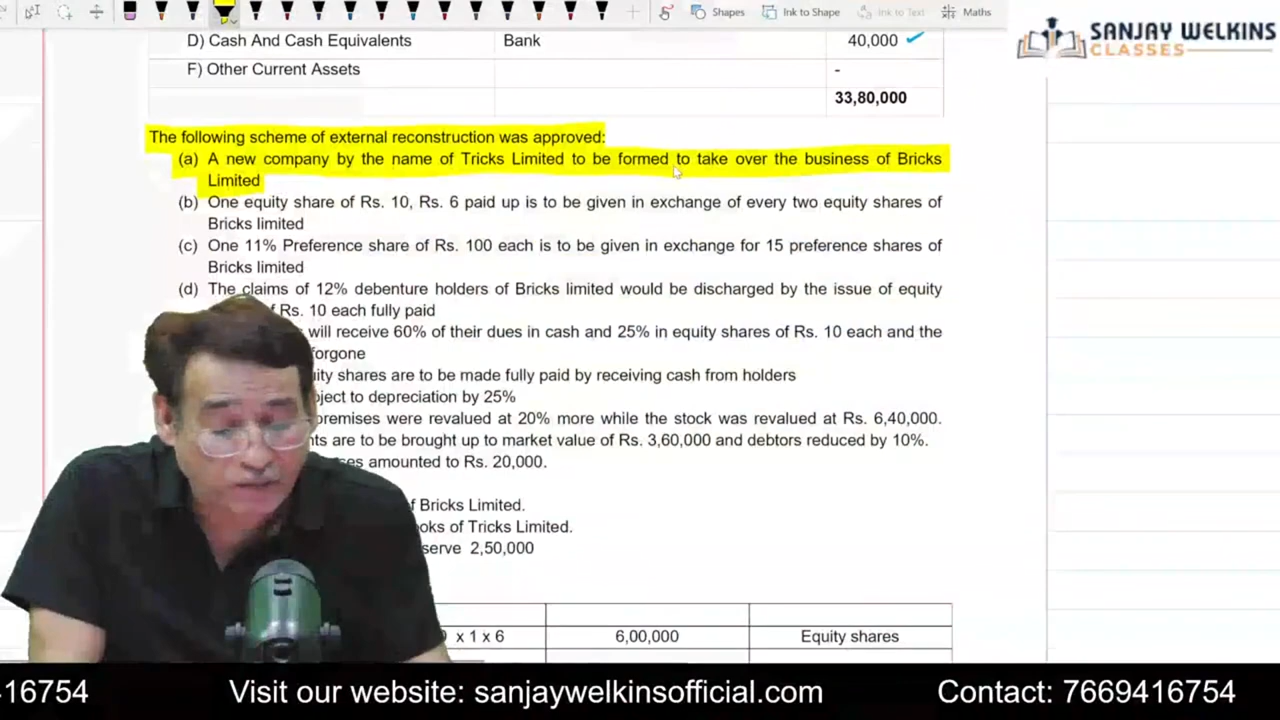 Shapes Ink to Shape Ink to Text Maths
SANJAY WELKINS
CLASSES
D) Cash And Cash Equivalents Bank 40,000
F) Other Current Assets -
33,80,000
The following scheme of external reconstruction was approved:
(a) A new company by the name of Tricks Limited to be formed to take over the business of Bricks
Limited
(b) One equity share of Rs. 10, Rs. 6 paid up is to be given in exchange of every two equity shares of
Bricks limited
(c) One 11% Preference share of Rs. 100 each is to be given in exchange for 15 preference shares of
Bricks limited
(d) The claims of 12% debenture holders of Bricks limited would be discharged by the issue of equity
Rs. 10 each fully paid
will receive 60% of their dues in cash and 25% in equity shares of Rs. 10 each and the
forgone
shares are to be made fully paid by receiving cash from holders
to depreciation by 25%
premises were revalued at 20% more while the stock was revalued at Rs. 6,40,000.
are to be brought up to market value of Rs. 3,60,000 and debtors reduced by 10%.
amounted to Rs. 20,000.
Bricks Limited.
of Tricks Limited.
2,50,000
x 1 x 6 6,00,000 Equity shares
16754 Visit our website: sanjaywelkinsofficial.com Contact: 7669416754